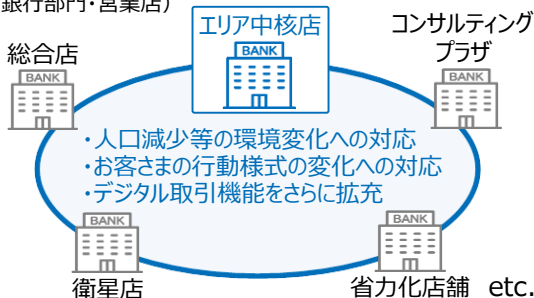 銀行部門・営業店）
エリア中核店
BANK
コンサルティング
プラザ
BANK
総合店
BANK
・人口減少等の環境変化への対応
・お客さまの行動様式の変化への対応
・デジタル取引機能をさらに拡充
BANK
衛星店
BANK
省力化店舗 etc.